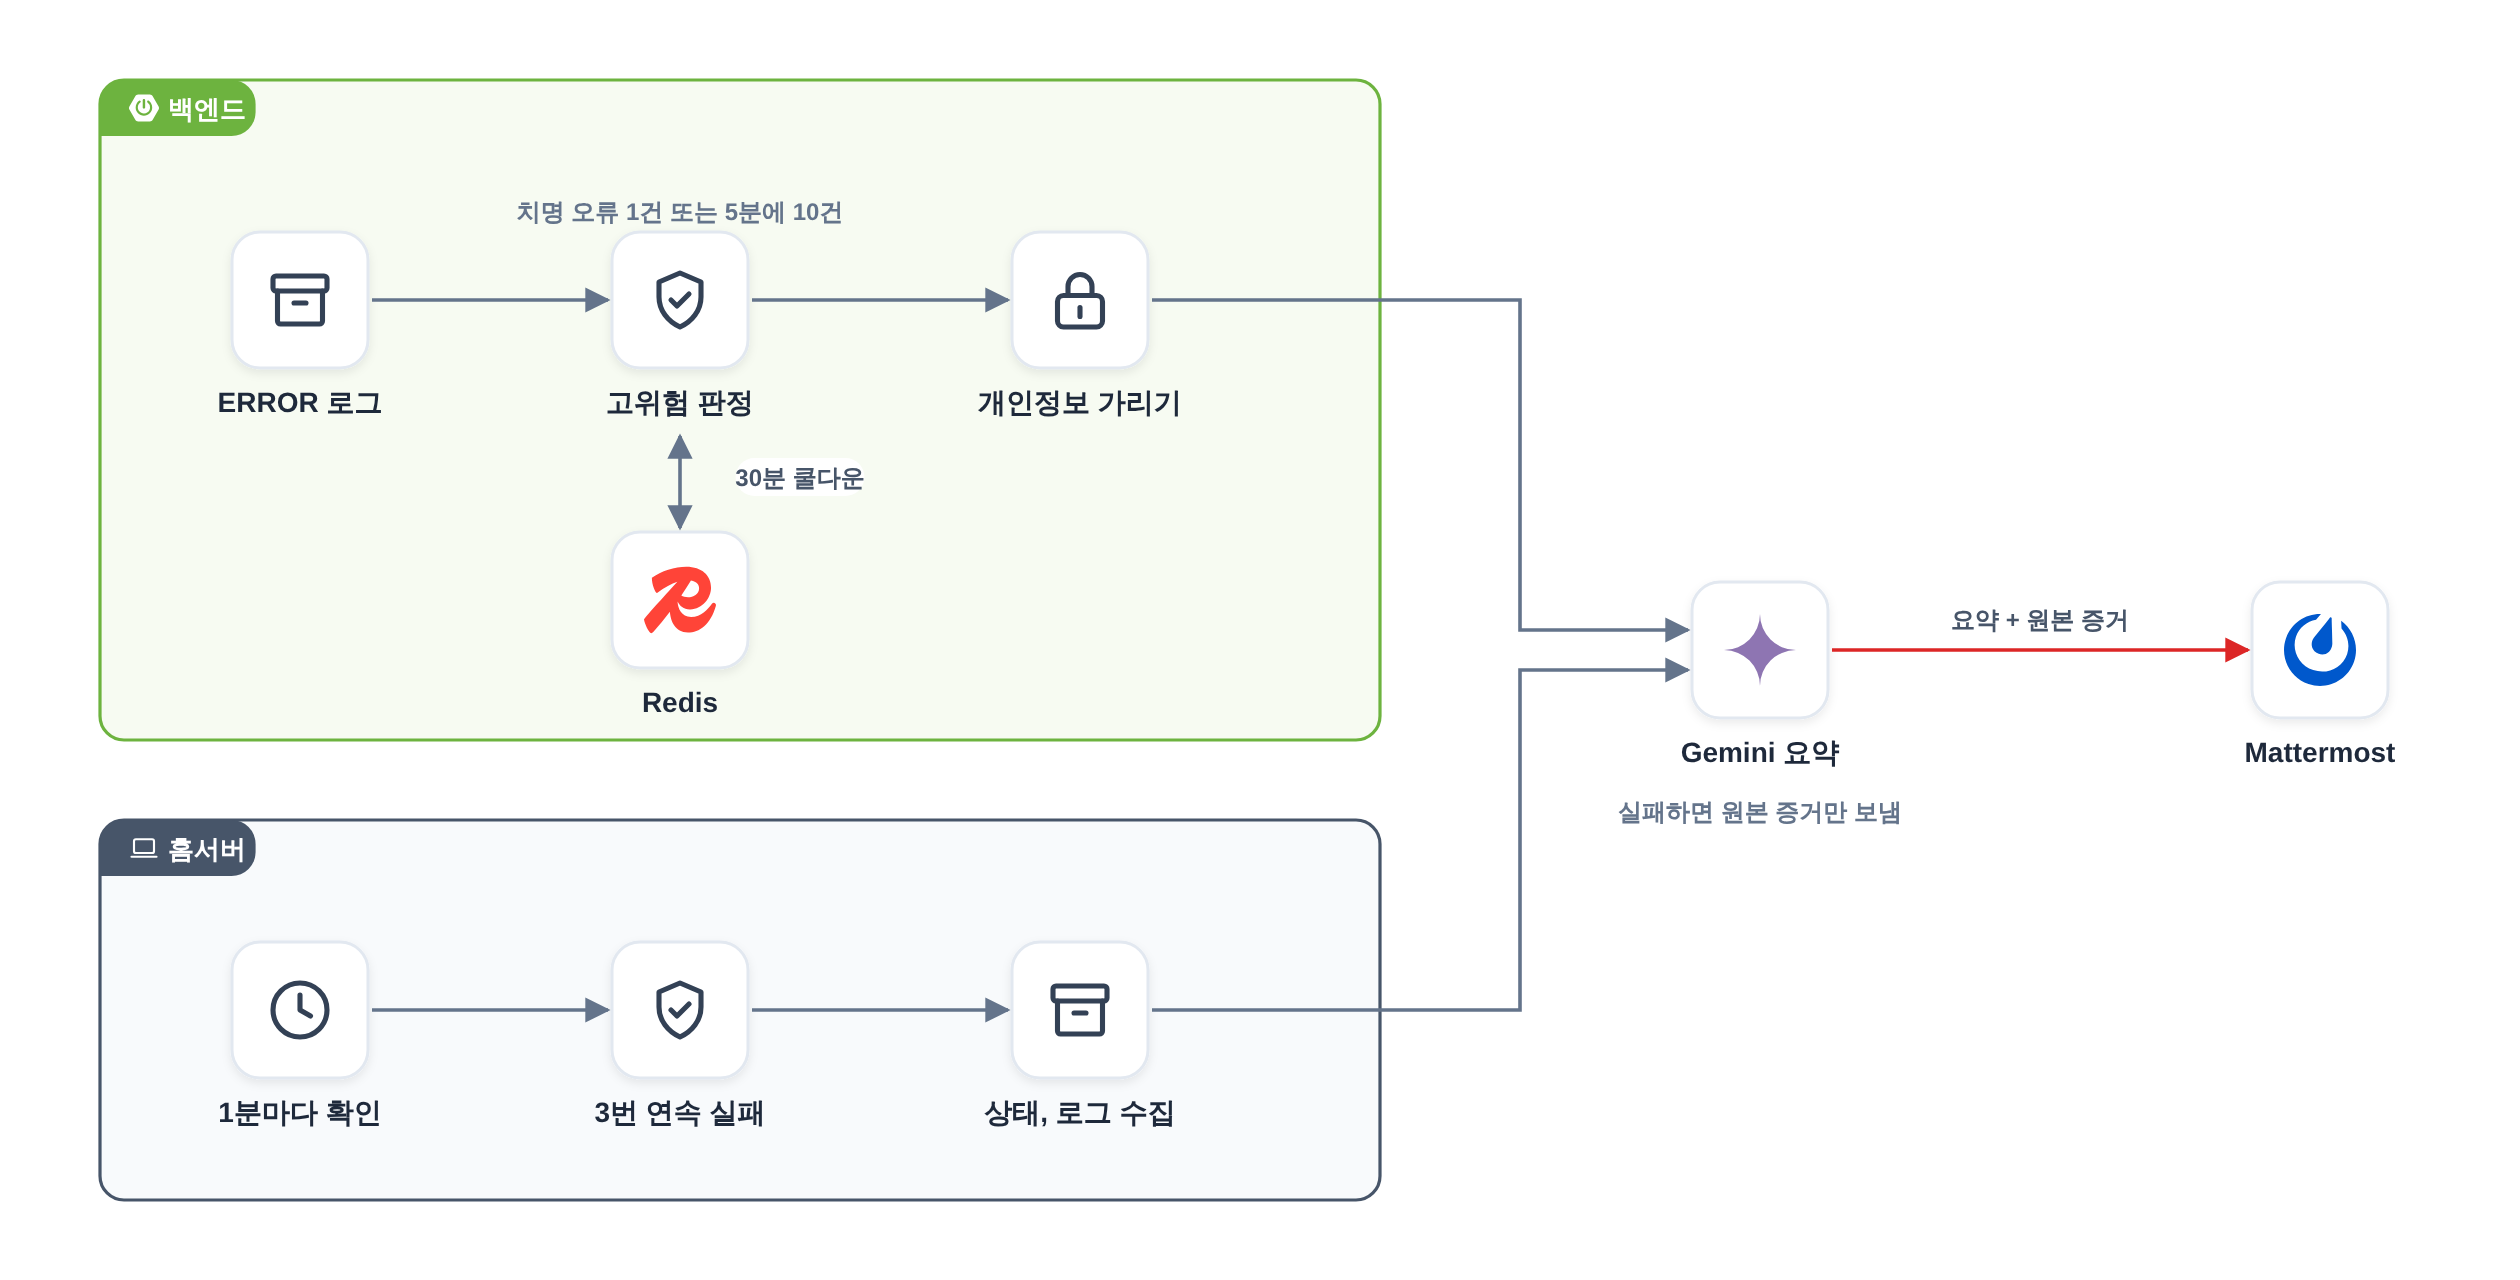 백엔드
치명 오류 1건 또는 5분에 10건
ERROR 로그
고위험 판정
개인정보 가리기
30분 쿨다운
Redis
요약 + 원본 증거
Gemini 요약
Mattermost
실패하면 원본 증거만 보냄
홈서버
1분마다 확인
3번 연속 실패
상태, 로그 수집